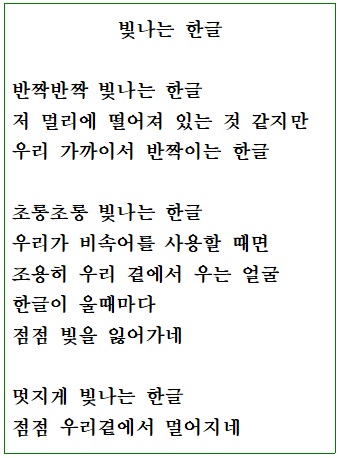 빛나는 한글
반짝반짝 빛나는 한글
저 멀리에 떨어져 있는 것 같지만
우리 가까이서 반짝이는 한글
초롱초롱 빛나는 한글
우리가 비속어를 사용할 때면
조용히 우리 곁에서 우는 얼굴
한글이 울때마다
점점 빛을 잃어가네
멋지게 빛나는 한글
점점 우리곁에서 멀어지네